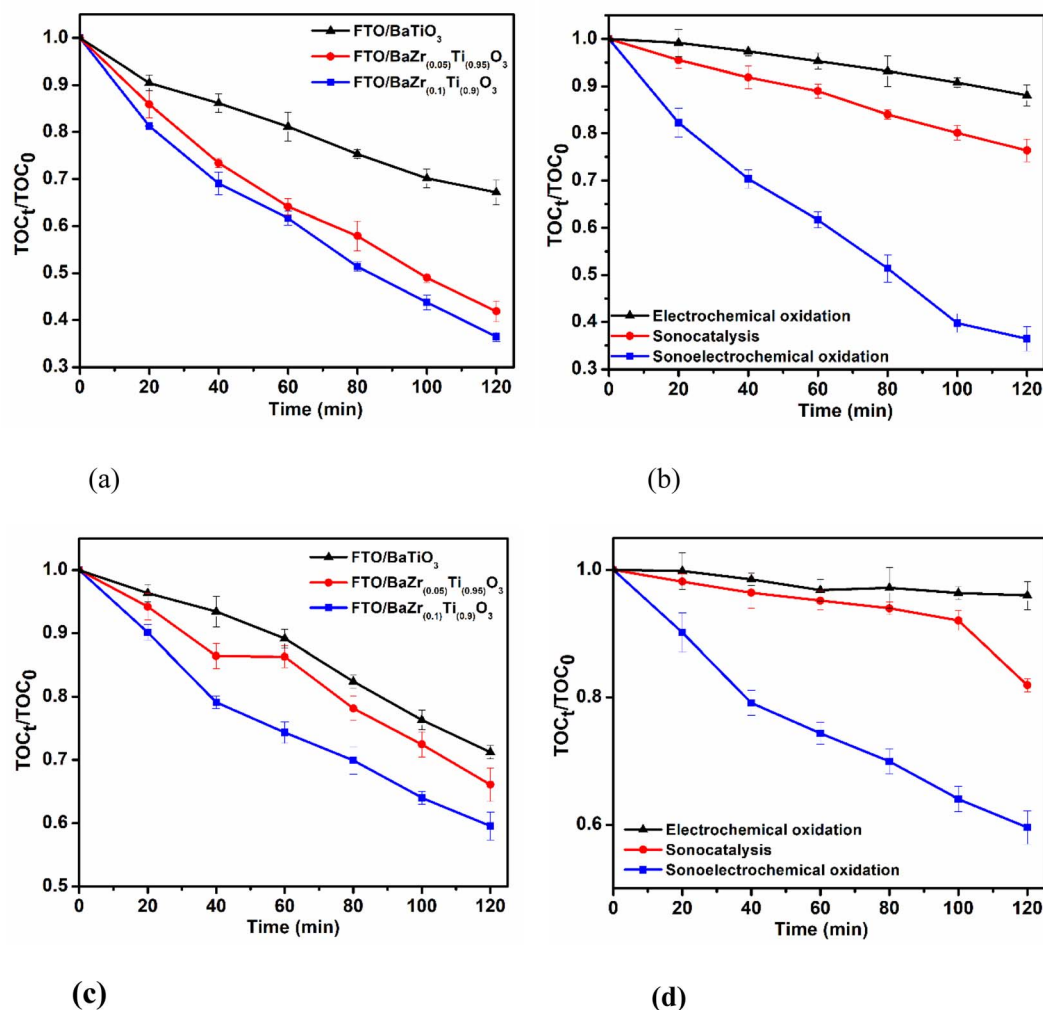 FTO/BaTiO3
FTO/BaZr(0.05)Ti(0.95)O3
FTO/BaZr(0.1)Ti(0.9)O3
1.0
0.9
0.8
0.7
0.6
0.5
0.4
0.3
TOCt/TOC0
0 20 40 60 80 100 120
Time (min)
(a)
1.0
0.9
0.8
0.7
0.6
0.5
0.4
0.3
TOCt/TOC0
Electrochemical oxidation
Sonocatalysis
Sonoelectrochemical oxidation
0 20 40 60 80 100 120
Time (min)
(b)
FTO/BaTiO3
FTO/BaZr(0.05)Ti(0.95)O3
FTO/BaZr(0.1)Ti(0.9)O3
1.0
0.9
0.8
0.7
0.6
0.5
TOCt/TOC0
0 20 40 60 80 100 120
Time (min)
(c)
1.0
0.8
0.6
TOCt/TOC0
Electrochemical oxidation
Sonocatalysis
Sonoelectrochemical oxidation
0 20 40 60 80 100 120
Time (min)
(d)